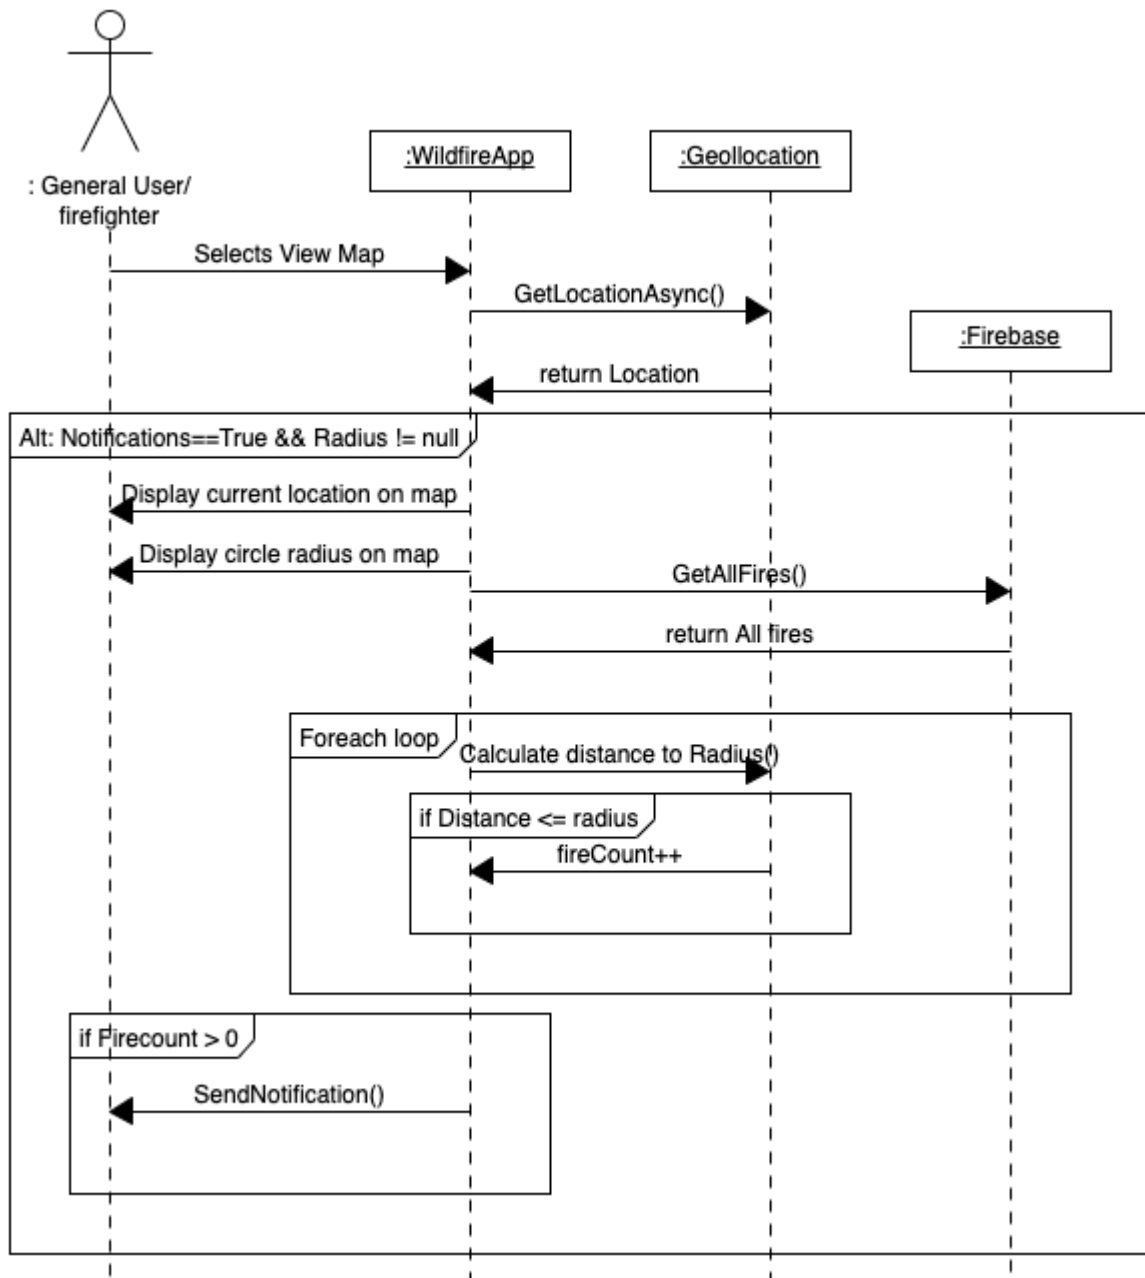 :WildfireApp
:Geollocation
: General User/
firefighter
Selects View Map
GetLocationAsync()
:Firebase
return Location
Alt: Notifications==True && Radius != null
Display current location on map
Display circle radius on map
GetAllFires()
return All fires
Foreach loop
Calculate distance to Radius()
if Distance <= radius
fireCount++
if Firecount > 0
SendNotification()